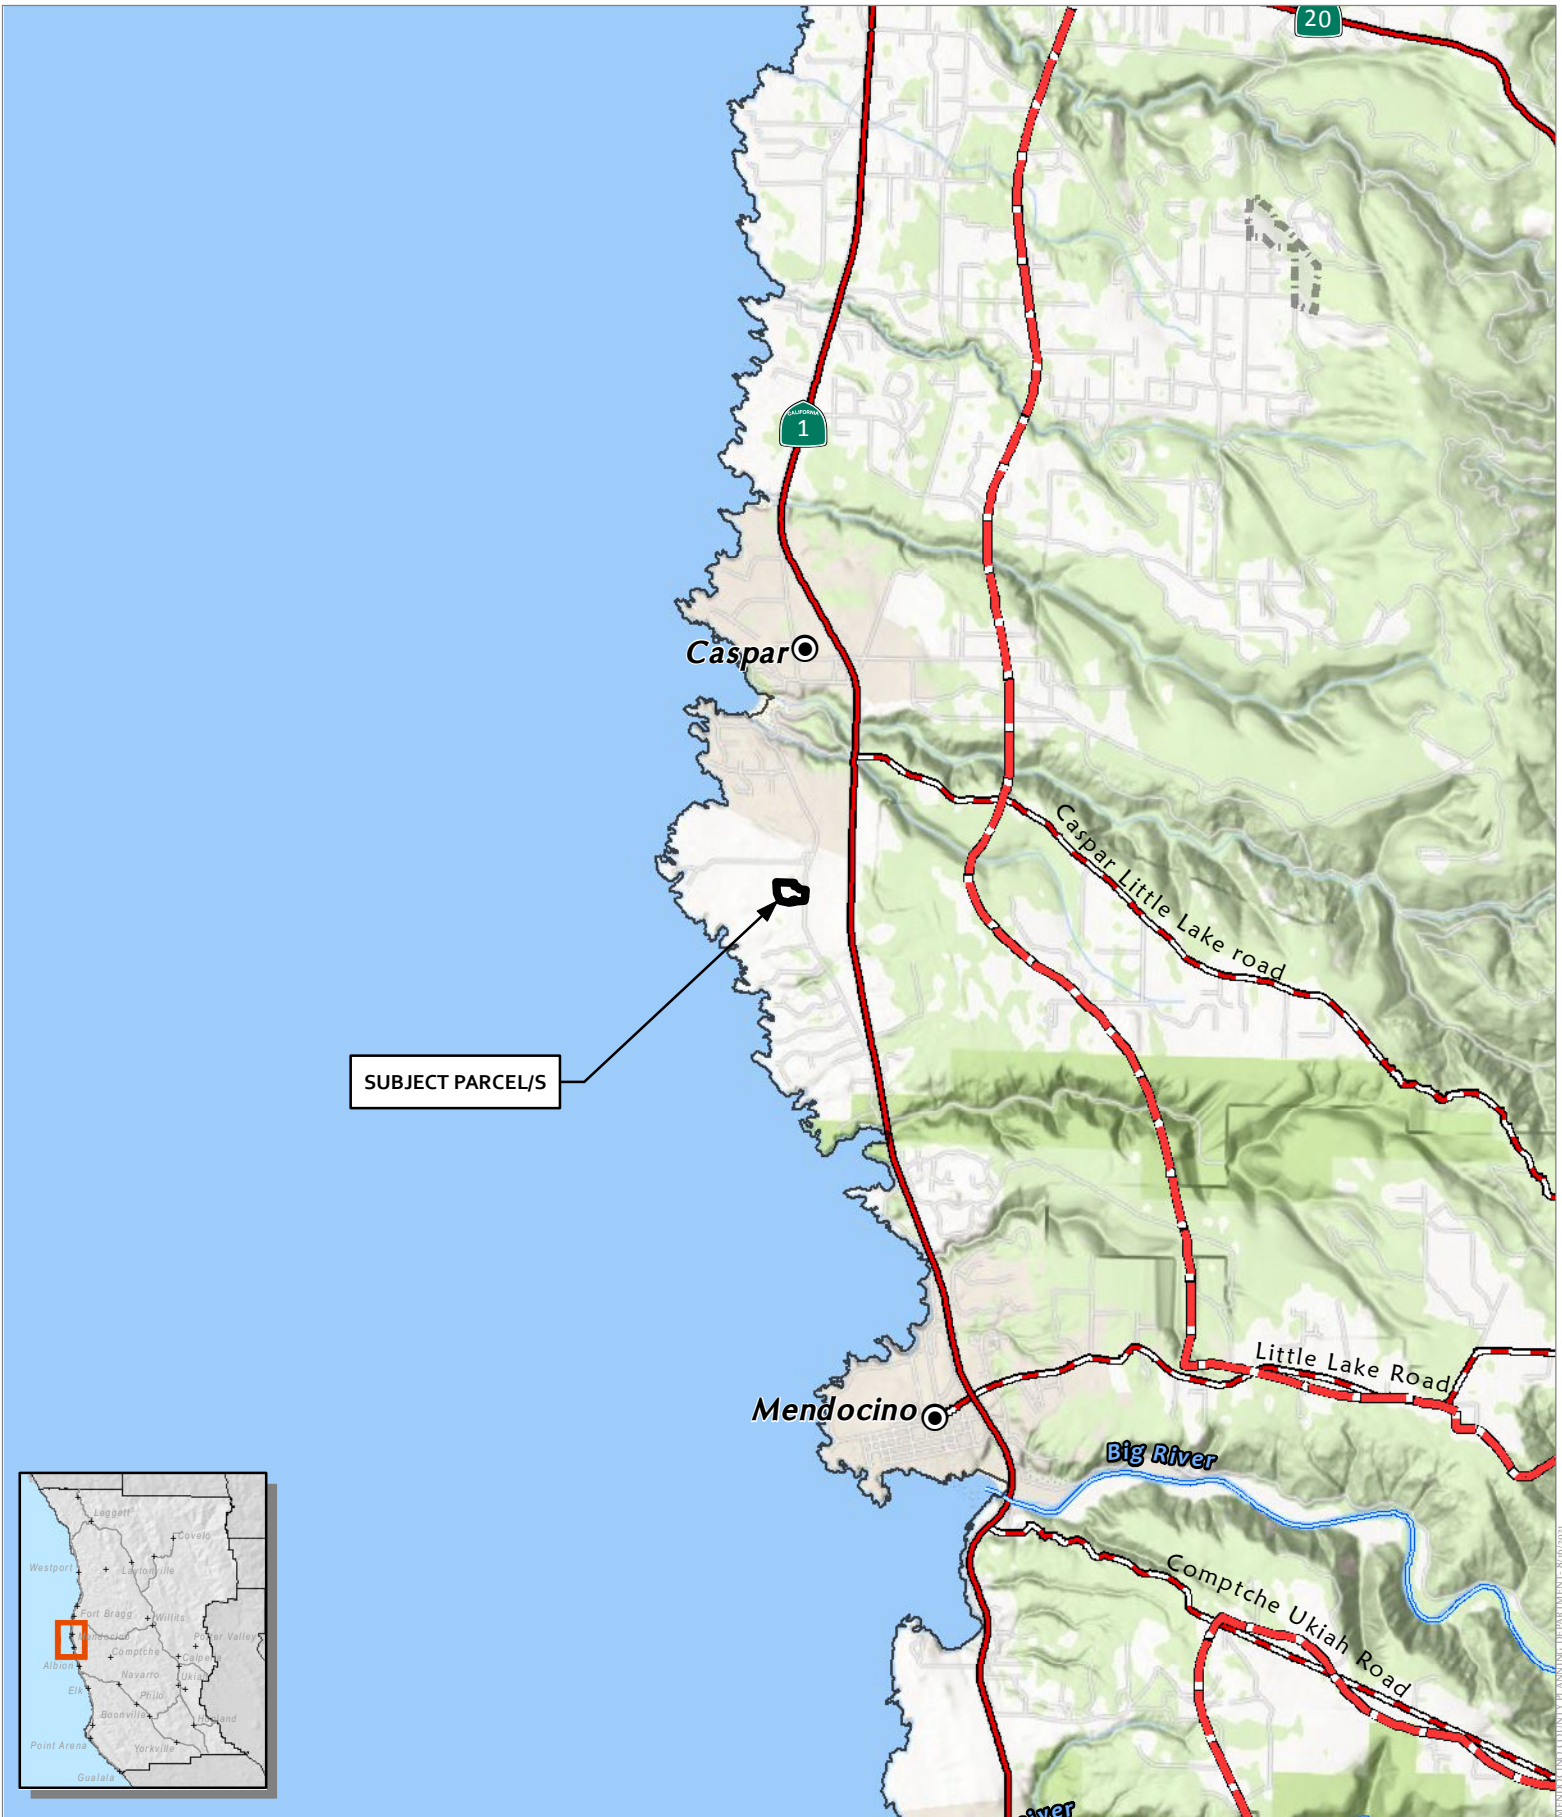 20
CALIFORNIA
1
Caspar
Caspar Little Lake road
SUBJECT PARCEL/S
Little Lake Road
Mendocino
Big River
Comptche Ukiah Road
Leggett
Covelo
Westport
Laytonville
Fort Bragg
Willits
Mendocino
Potter Valley
Comptche
Calpella
Albion
Navarro
Ukiah
Elk
Philo
Boonville
Hopland
Point Arena
Yorkville
Gualala